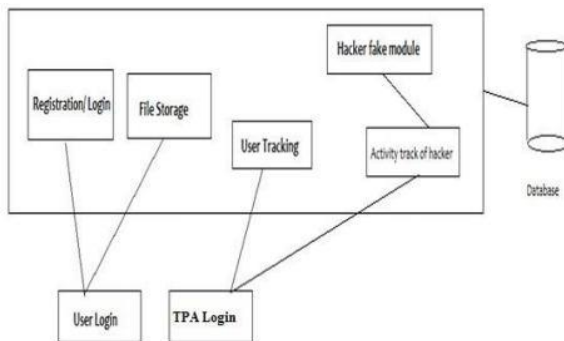 Hacker fake module
Registration/ Login
File Storage
User Tracking
Activity track of hacker
Database
User Login
TPA Login